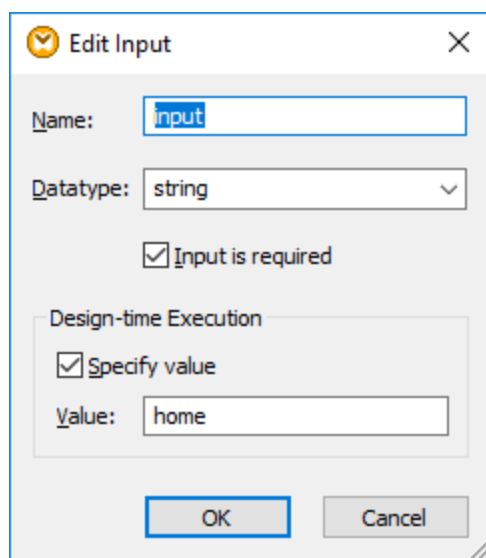 Edit Input
Name: input
Datatype: string
Input is required
Design-time Execution
Specify value
Value: home
OK Cancel